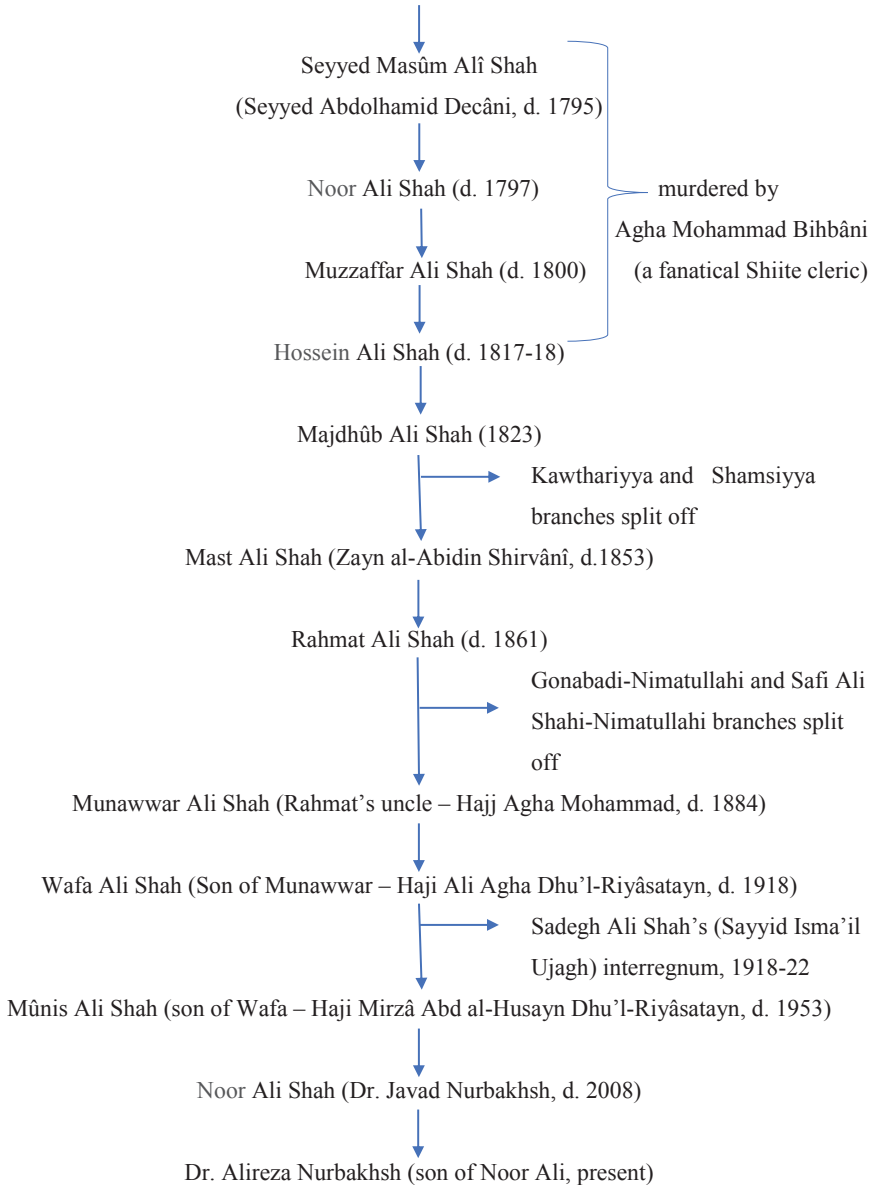 Seyyed Masûm Alî Shah
(Seyyed Abdolhamid Decâni, d. 1795)
Noor Ali Shah (d. 1797)
murdered by
Agha Mohammad Bihbâni
(a fanatical Shiite cleric)
Muzzaffar Ali Shah (d. 1800)
Hossein Ali Shah (d. 1817-18)
Majdhûb Ali Shah (1823)
Kawthariyya and Shamsiyya
branches split off
Mast Ali Shah (Zayn al-Abidin Shirvânî, d.1853)
Rahmat Ali Shah (d. 1861)
Gonabadi-Nimatullahi and Safi Ali
Shahi-Nimatullahi branches split
off
Munawwar Ali Shah (Rahmat’s uncle – Hajj Agha Mohammad, d. 1884)
Wafa Ali Shah (Son of Munawwar – Haji Ali Agha Dhu’l-Riyâsatayn, d. 1918)
Sadegh Ali Shah’s (Sayyid Isma’il
Ujagh) interregnum, 1918-22
Mûnis Ali Shah (son of Wafa – Haji Mirzâ Abd al-Husayn Dhu’l-Riyâsatayn, d. 1953)
Noor Ali Shah (Dr. Javad Nurbakhsh, d. 2008)
Dr. Alireza Nurbakhsh (son of Noor Ali, present)